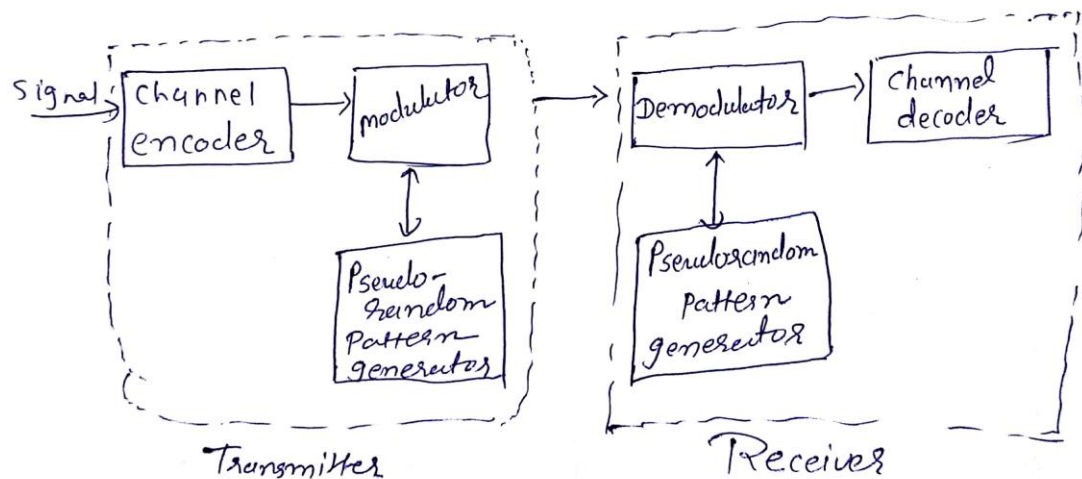 Signal
Channel
encoder
modulator
Pseudo-
random
Pattern
generator
Transmitter
Demodulator
Channel
decoder
Pseudorandom
Pattern
generator
Receiver